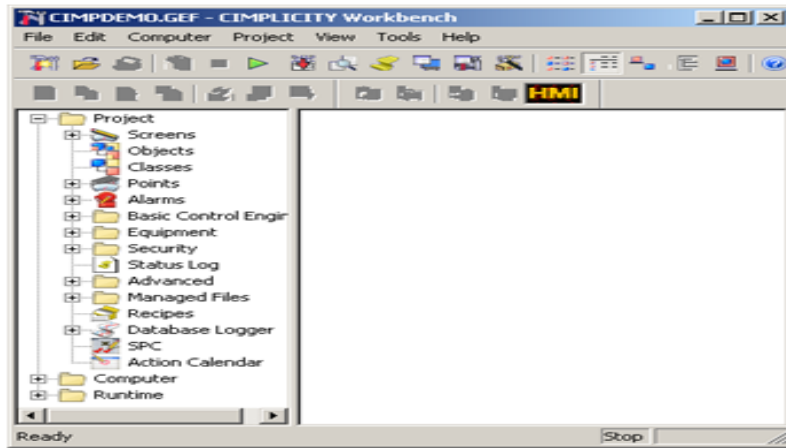 CIMPDEMO.GEF - CIMPLICITY Workbench
File Edit Computer Project View Tools Help
HMI
Project
Screens
Objects
Classes
Points
Alarms
Basic Control Engir
Equipment
Security
Status Log
Advanced
Managed Files
Recipes
Database Logger
SPC
Action Calendar
Computer
Runtime
Ready Stop